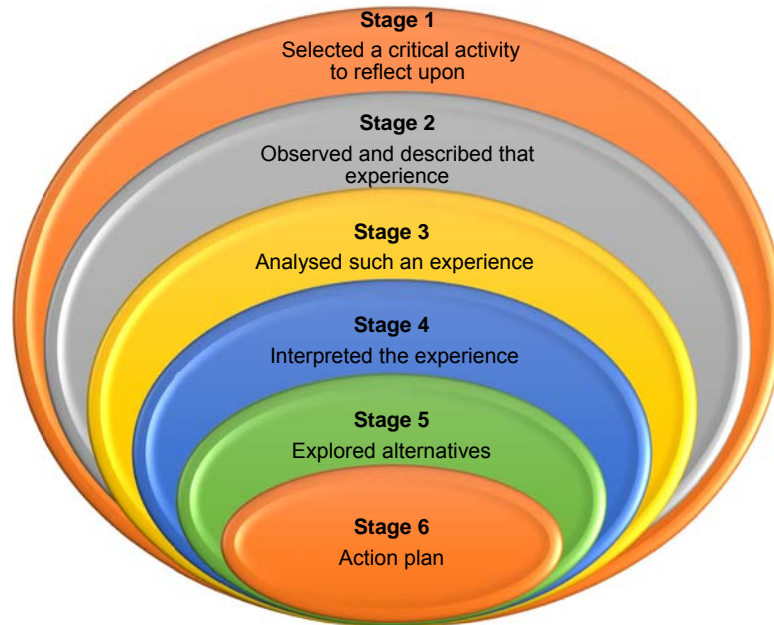 Stage 1
Selected a critical activity
to reflect upon
Stage 2
Observed and described that
experience
Stage 3
Analysed such an experience
Stage 4
Interpreted the experience
Stage 5
Explored alternatives
Stage 6
Action plan